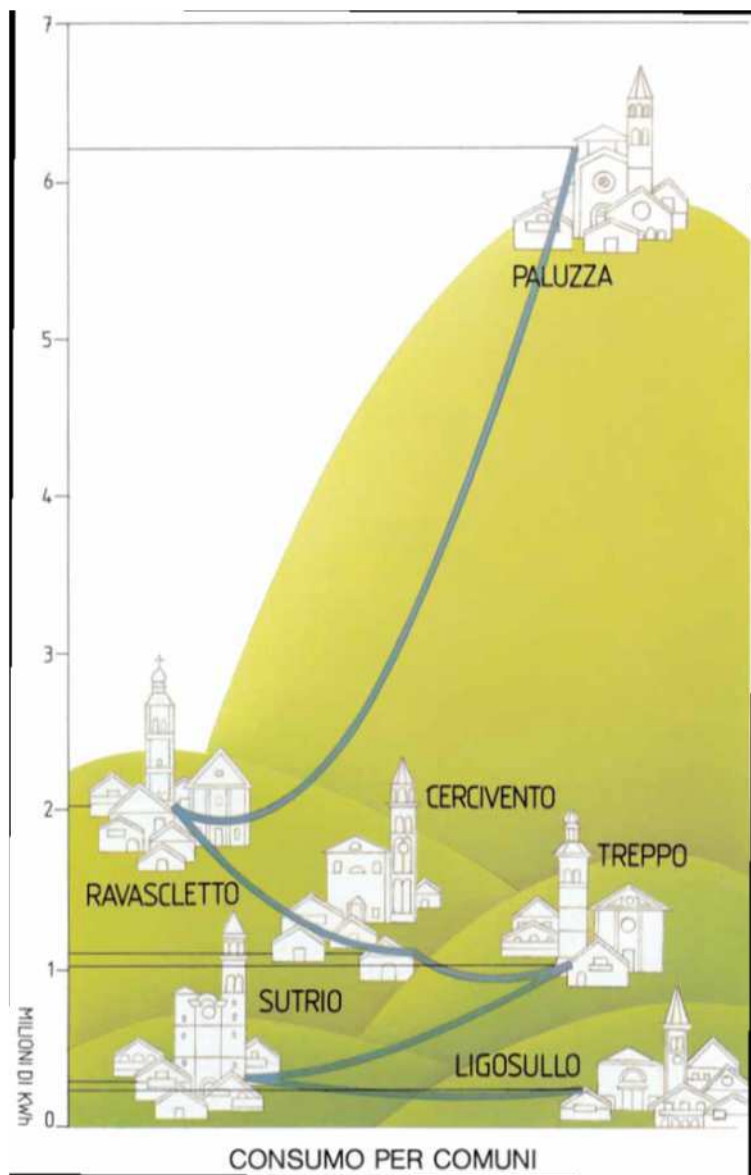 7
6
PALUZZA
5
4
3
2
CERCIVENTO
TREPPO
RAVASCLETTO
1
SUTRIO
LIGOSULLO
MILIONI DI KWh
0
CONSUMO PER COMUNI